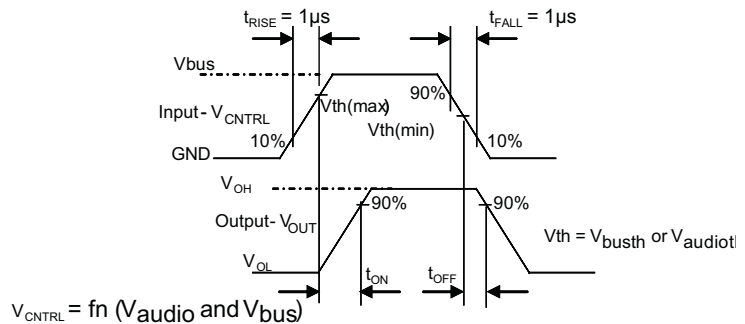 tRISE = 1µs
tFALL = 1µs
Vbus
Vth(max)
90%
Input- VCNTRL
Vth(min)
10%
10%
GND
VOH
90%
90%
Output- VOUT
Vth = Vbusth or Vaudiot
VOL
tON
tOFF
VCNTRL = fn (Vaudio and Vbus)